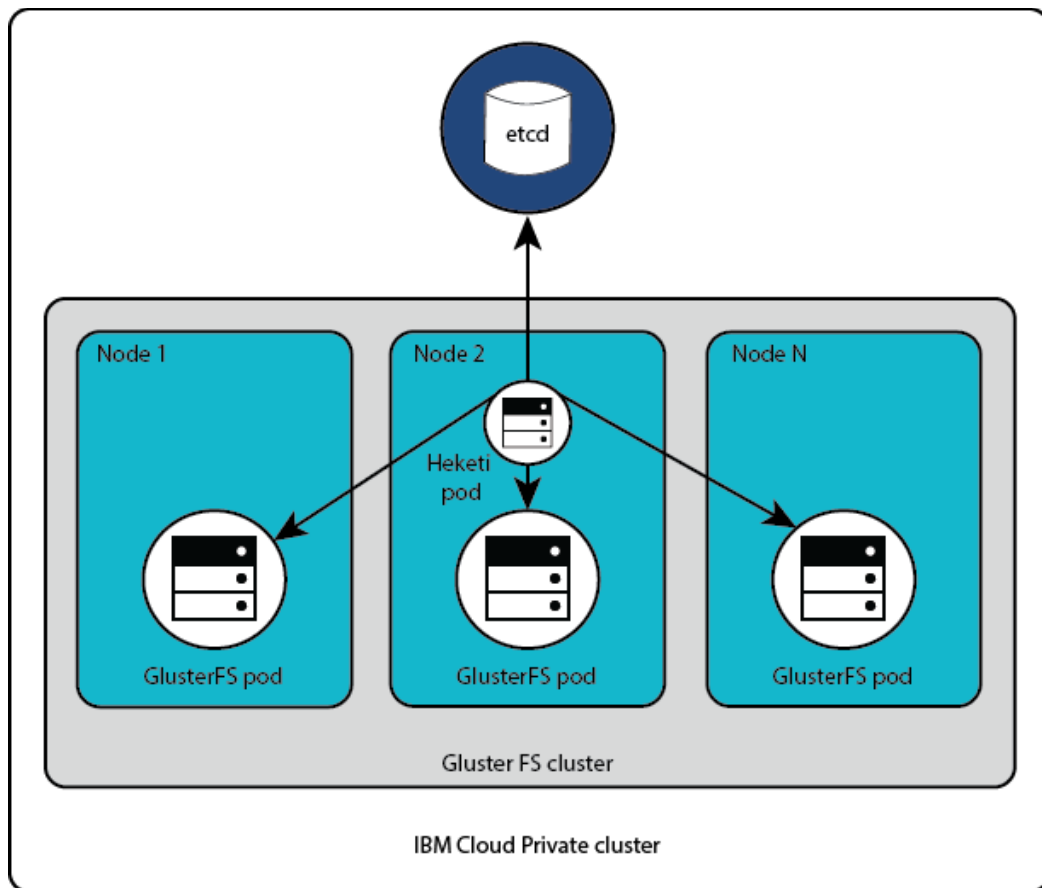 etcd
Node 1
Node 2
Node N
Heketi
pod
GlusterFS pod
GlusterFS pod
GlusterFS pod
Gluster FS cluster
IBM Cloud Private cluster